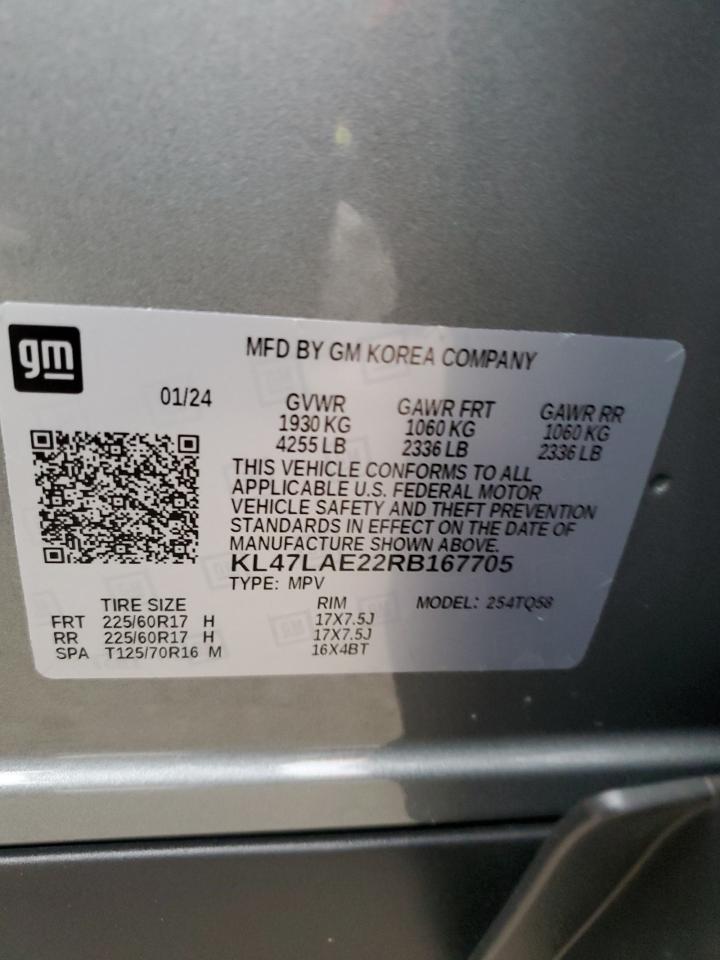 gm
MFD BY GM KOREA COMPANY
01/24
GVWR GAWR FRT GAWR RR
1930 KG 1060 KG 1060 KG
4255 LB 2336 LB 2336 LB
THIS VEHICLE CONFORMS TO ALL
APPLICABLE U.S. FEDERAL MOTOR
VEHICLE SAFETY AND THEFT PREVENTION
STANDARDS IN EFFECT ON THE DATE OF
MANUFACTURE SHOWN ABOVE.
KL47LAE22RB167705
TYPE: MPV
TIRE SIZE RIM MODEL: 254TQ58
FRT 225/60R17 H 17X7.5J
RR 225/60R17 H 17X7.5J
SPA T125/70R16 M 16X4BT